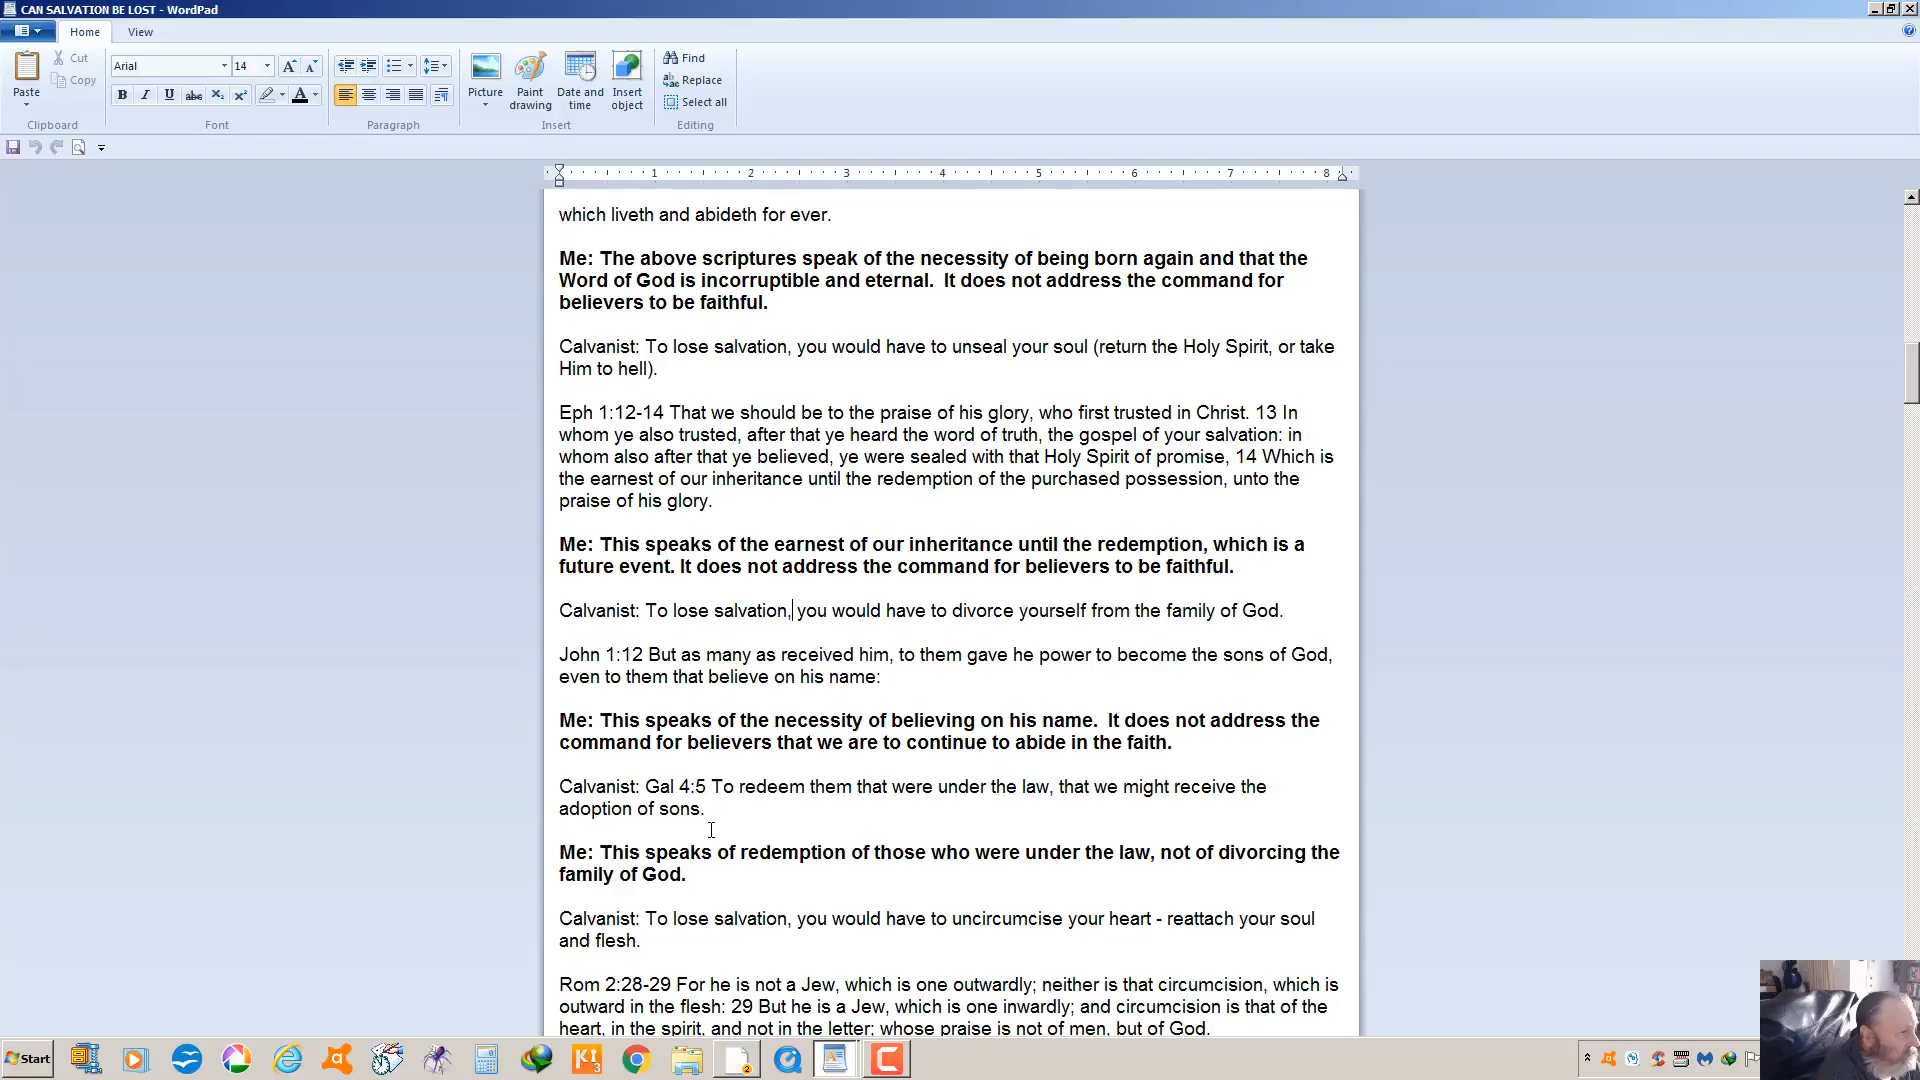 CAN SALVATION BE LOST - WordPad
Home
View
Cut
Copy
Paste
Clipboard
Arial
14
Font
Paragraph
Picture
Paint drawing
Date and time
Insert object
Insert
Find
Replace
Select all
Editing
1 2 3 4 5 6 7 8
which liveth and abideth for ever.
Me: The above scriptures speak of the necessity of being born again and that the
Word of God is incorruptible and eternal.  It does not address the command for
believers to be faithful.
Calvanist: To lose salvation, you would have to unseal your soul (return the Holy Spirit, or take
Him to hell).
Eph 1:12-14 That we should be to the praise of his glory, who first trusted in Christ. 13 In
whom ye also trusted, after that ye heard the word of truth, the gospel of your salvation: in
whom also after that ye believed, ye were sealed with that Holy Spirit of promise, 14 Which is
the earnest of our inheritance until the redemption of the purchased possession, unto the
praise of his glory.
Me: This speaks of the earnest of our inheritance until the redemption, which is a
future event. It does not address the command for believers to be faithful.
Calvanist: To lose salvation, you would have to divorce yourself from the family of God.
John 1:12 But as many as received him, to them gave he power to become the sons of God,
even to them that believe on his name:
Me: This speaks of the necessity of believing on his name.  It does not address the
command for believers that we are to continue to abide in the faith.
Calvanist: Gal 4:5 To redeem them that were under the law, that we might receive the
adoption of sons.
Me: This speaks of redemption of those who were under the law, not of divorcing the
family of God.
Calvanist: To lose salvation, you would have to uncircumcise your heart - reattach your soul
and flesh.
Rom 2:28-29 For he is not a Jew, which is one outwardly; neither is that circumcision, which is
outward in the flesh: 29 But he is a Jew, which is one inwardly; and circumcision is that of the
heart, in the spirit, and not in the letter; whose praise is not of men, but of God.
Start